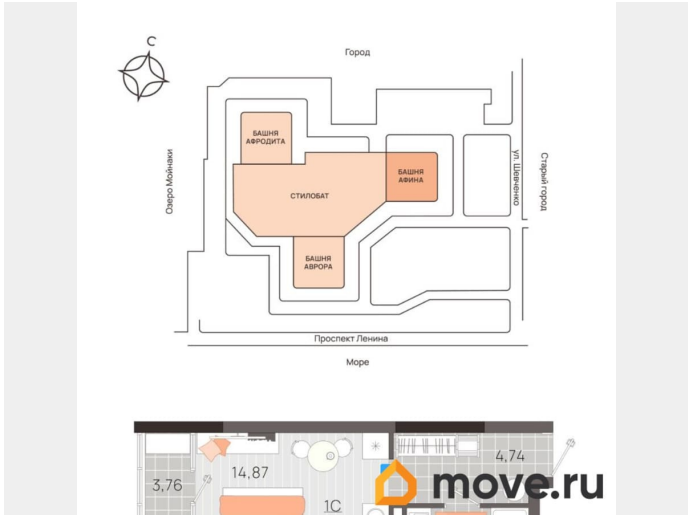 С
Город
БАШНЯ
АФРОДИТА
БАШНЯ
АФИНА
СТИЛОБАТ
БАШНЯ
АВРОРА
Озеро Мойнаки
ул. Шевченко
Старый город
Проспект Ленина
Море
4,74
14,87
3,76
1С
move.ru